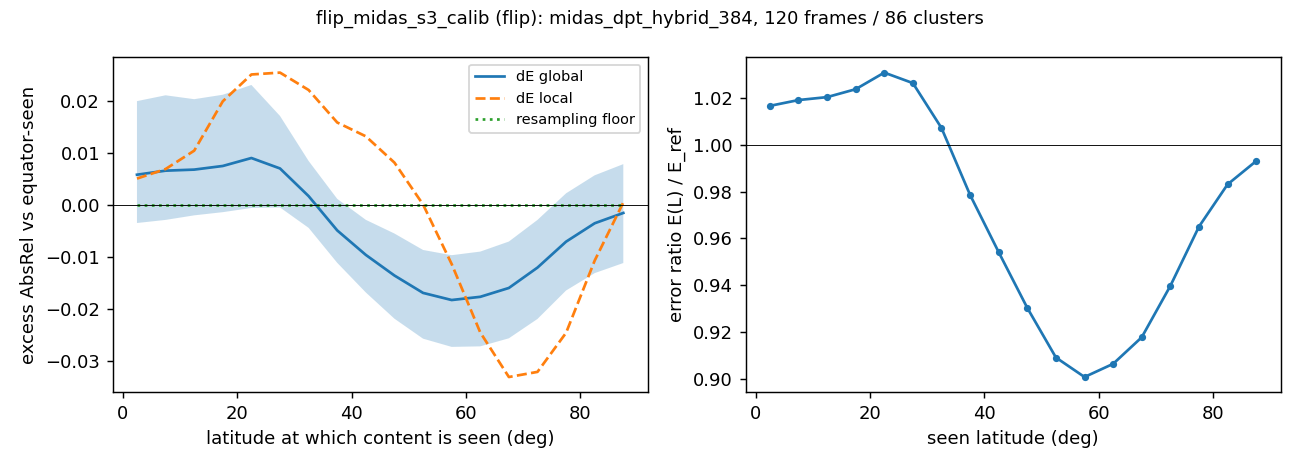 flip_midas_s3_calib (flip): midas_dpt_hybrid_384, 120 frames / 86 clusters
excess AbsRel vs equator-seen
0.02
0.01
0.00
−0.01
−0.02
−0.03
dE global
dE local
resampling floor
0
20
40
60
80
latitude at which content is seen (deg)
error ratio E(L) / E_ref
1.02
1.00
0.98
0.96
0.94
0.92
0.90
0
20
40
60
80
seen latitude (deg)